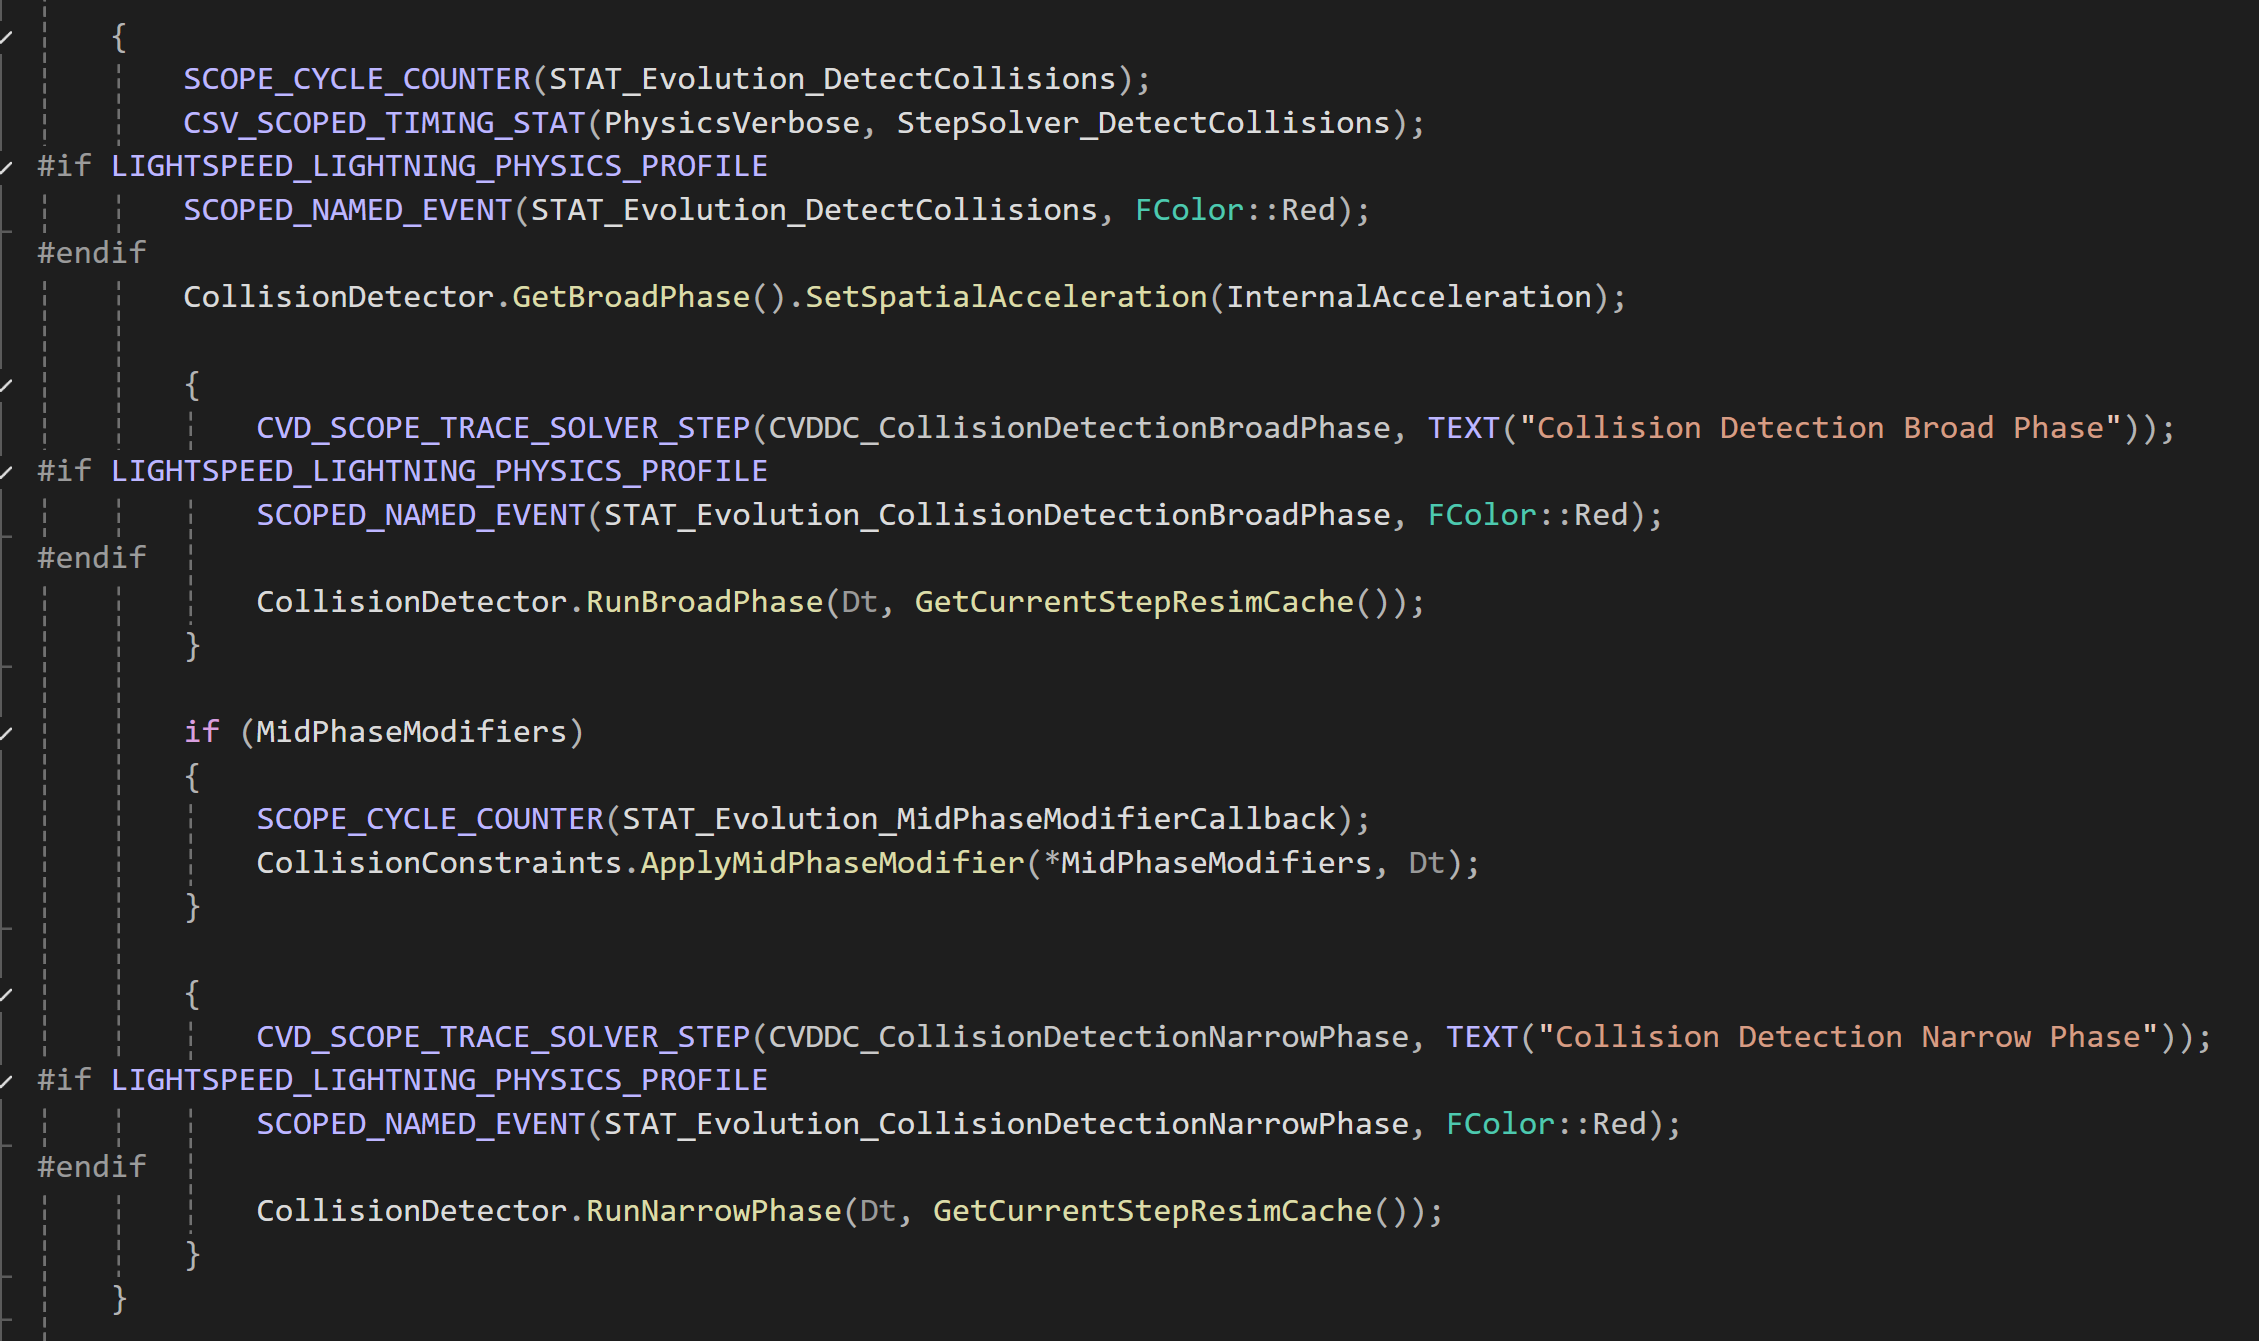 {
SCOPE_CYCLE_COUNTER(STAT_Evolution_DetectCollisions);
CSV_SCOPED_TIMING_STAT(PhysicsVerbose, StepSolver_DetectCollisions);
#if LIGHTSPEED_LIGHTNING_PHYSICS_PROFILE
SCOPED_NAMED_EVENT(STAT_Evolution_DetectCollisions, FColor::Red);
#endif
CollisionDetector.GetBroadPhase().SetSpatialAcceleration(InternalAcceleration);
{
CVD_SCOPE_TRACE_SOLVER_STEP(CVDDC_CollisionDetectionBroadPhase, TEXT("Collision Detection Broad Phase"));
#if LIGHTSPEED_LIGHTNING_PHYSICS_PROFILE
SCOPED_NAMED_EVENT(STAT_Evolution_CollisionDetectionBroadPhase, FColor::Red);
#endif
CollisionDetector.RunBroadPhase(Dt, GetCurrentStepResimCache());
}
if (MidPhaseModifiers)
{
SCOPE_CYCLE_COUNTER(STAT_Evolution_MidPhaseModifierCallback);
CollisionConstraints.ApplyMidPhaseModifier(*MidPhaseModifiers, Dt);
}
{
CVD_SCOPE_TRACE_SOLVER_STEP(CVDDC_CollisionDetectionNarrowPhase, TEXT("Collision Detection Narrow Phase"));
#if LIGHTSPEED_LIGHTNING_PHYSICS_PROFILE
SCOPED_NAMED_EVENT(STAT_Evolution_CollisionDetectionNarrowPhase, FColor::Red);
#endif
CollisionDetector.RunNarrowPhase(Dt, GetCurrentStepResimCache());
}
}